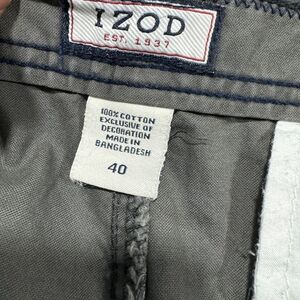 IZOD
EST. 1937
100% COTTON
EXCLUSIVE OF
DECORATION
MADE IN
BANGLADESH
40